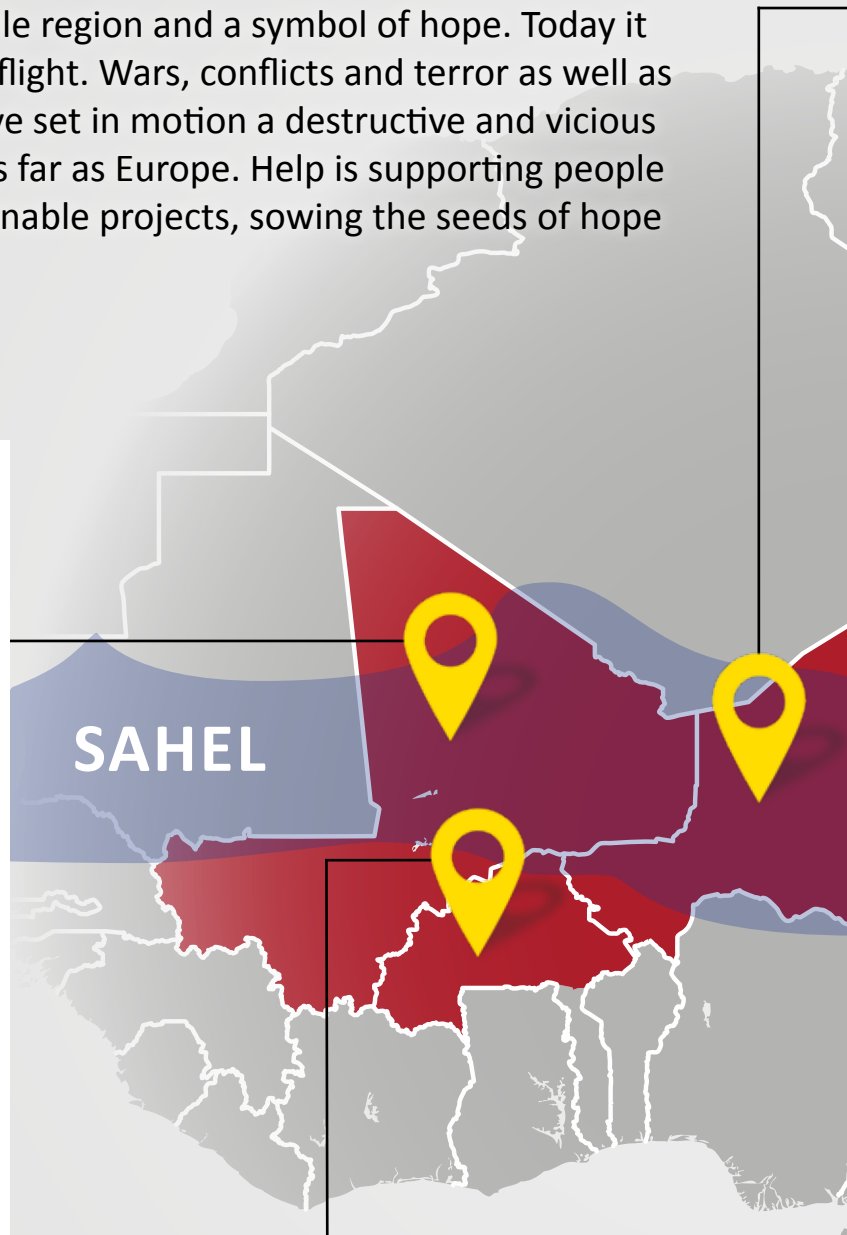 le region and a symbol of hope. Today it
flight. Wars, conflicts and terror as well as
ve set in motion a destructive and vicious
s far as Europe. Help is supporting people
nable projects, sowing the seeds of hope
SAHEL